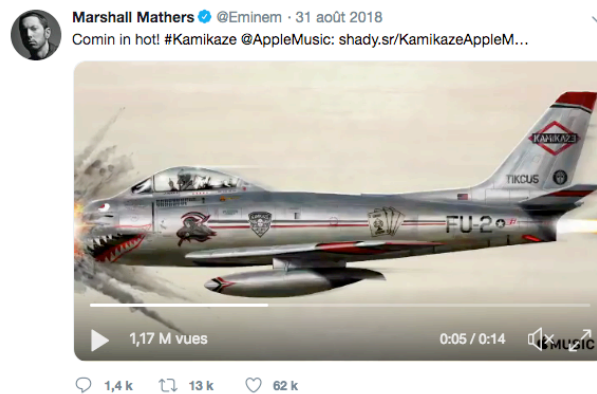 Marshall Mathers @Eminem · 31 août 2018
Comin in hot! #Kamikaze @AppleMusic: shady.sr/KamikazeAppleM…
KAMIKAZE
TIKCUS
FU-2
1,17 M vues
0:05 / 0:14
MUSIC
1,4 k 13 k 62 k